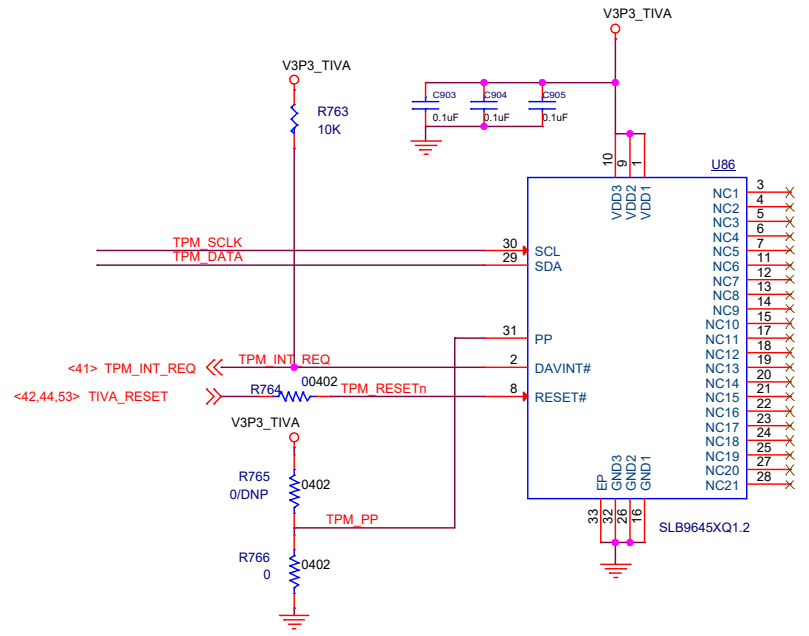 V3P3_TIVA
V3P3_TIVA
C903
C904
C905
0.1uF
0.1uF
0.1uF
R763
10K
10
9
1
U86
VDD3
VDD2
VDD1
NC1
3
NC2
4
NC3
5
NC4
6
NC5
7
NC6
11
NC7
12
NC8
13
NC9
14
NC10
15
NC11
17
NC12
18
NC13
19
NC14
20
NC15
21
NC16
22
NC17
23
NC18
24
NC19
25
NC20
27
NC21
28
TPM_SCLK
30
SCL
TPM_DATA
29
SDA
31
PP
<41> TPM_INT_REQ
TPM_INT_REQ
2
DAVINT#
<42,44,53> TIVA_RESET
R764
00402
TPM_RESETn
8
RESET#
V3P3_TIVA
R765
0/DNP
0402
TPM_PP
R766
0
0402
EP
GND3
GND2
GND1
33
32
26
16
SLB9645XQ1.2